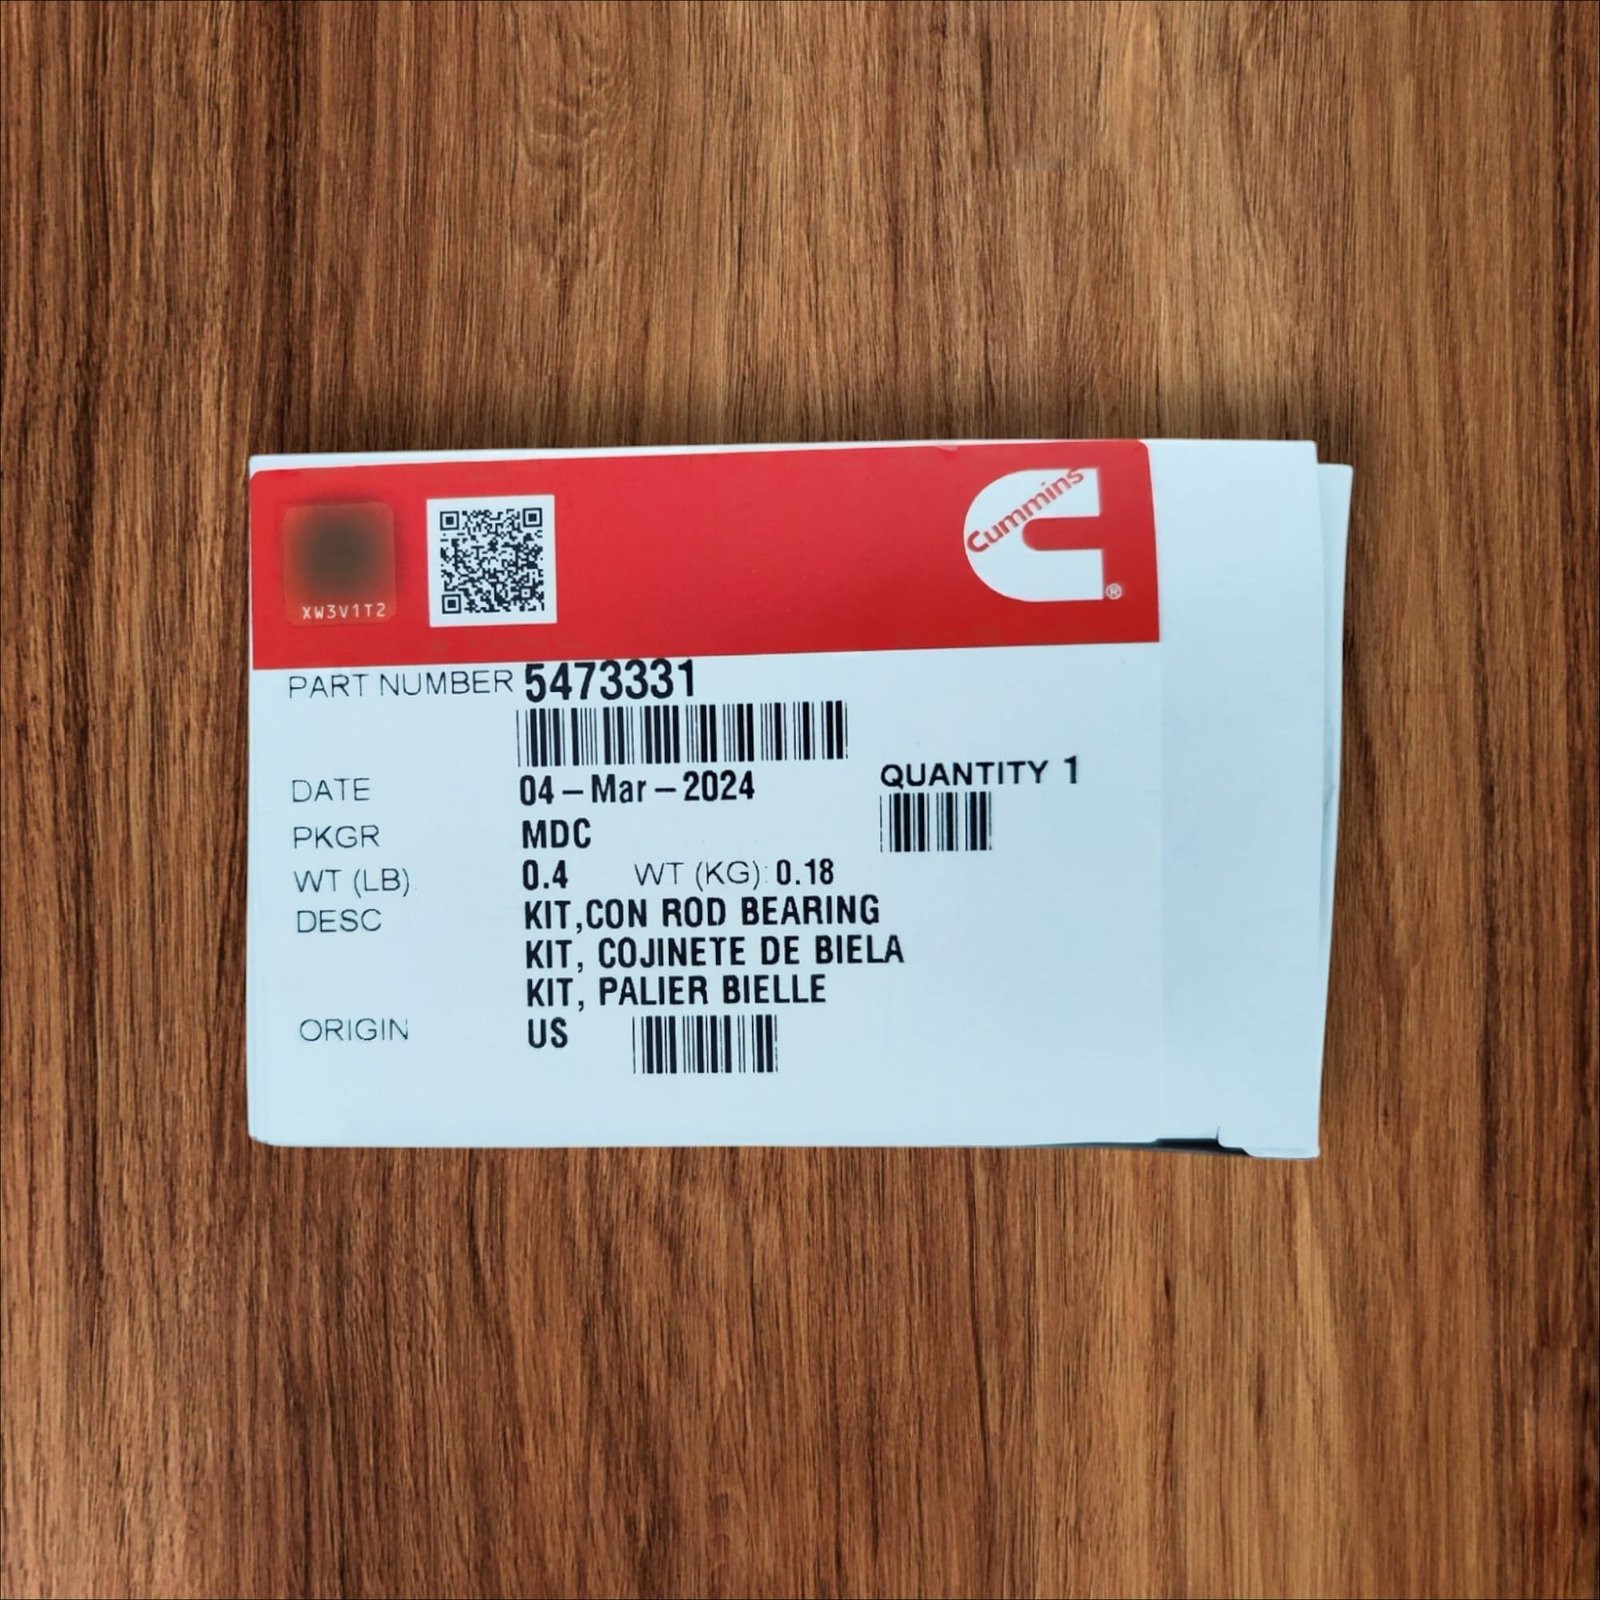 Cummins
®
XW3V1T2
PART NUMBER 5473331
DATE 04-Mar-2024 QUANTITY 1
PKGR MDC
WT (LB) 0.4 WT (KG): 0.18
DESC KIT,CON ROD BEARING
KIT, COJINETE DE BIELA
KIT, PALIER BIELLE
ORIGIN US